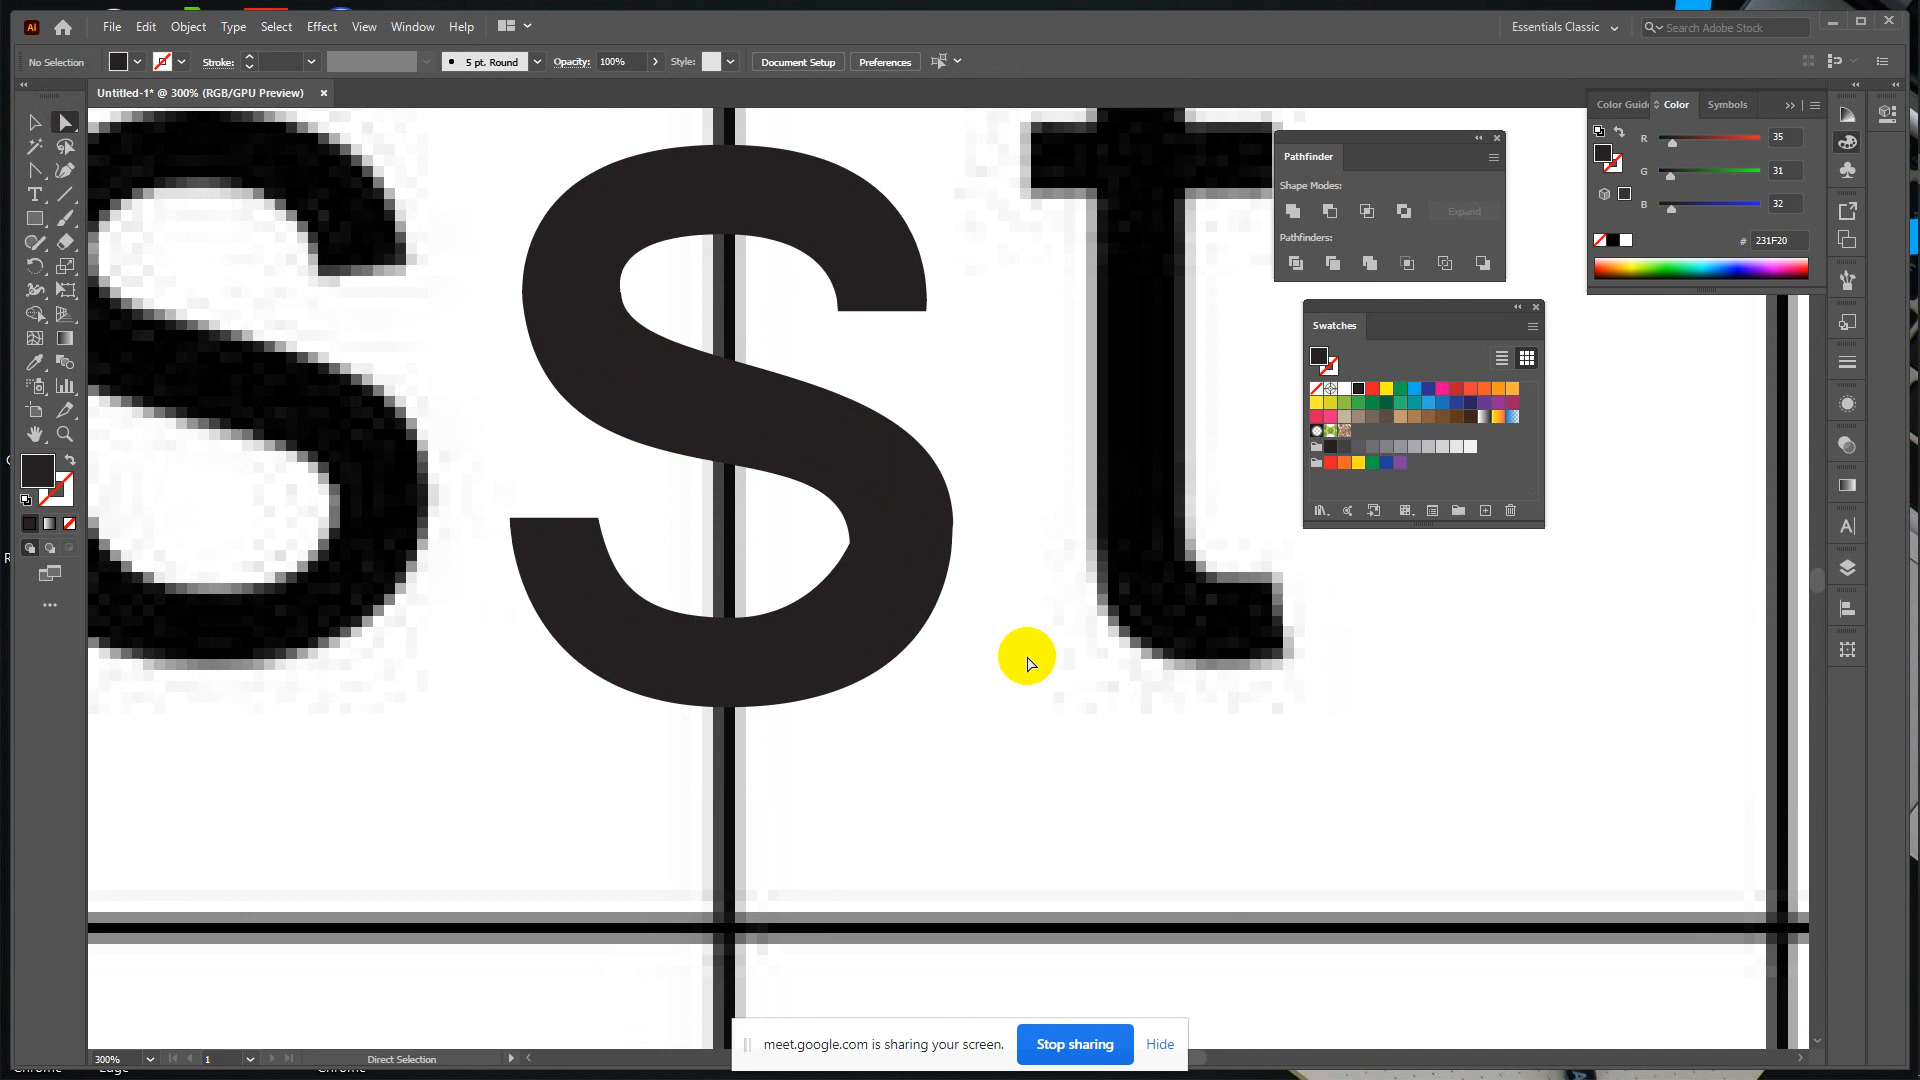 Ai File Edit Object Type Select Effect View Window Help Essentials Classic Search Adobe Stock
No Selection Stroke: 5 pt. Round Opacity: 100% Style: Document Setup Preferences
Untitled-1* @ 300% (RGB/GPU Preview)
Color Guid Color Symbols
R 35
G 31
B 32
# 231F20
Pathfinder
Shape Modes:
Expand
Pathfinders:
Swatches
s s t
300% 1 Direct Selection
meet.google.com is sharing your screen. Stop sharing Hide